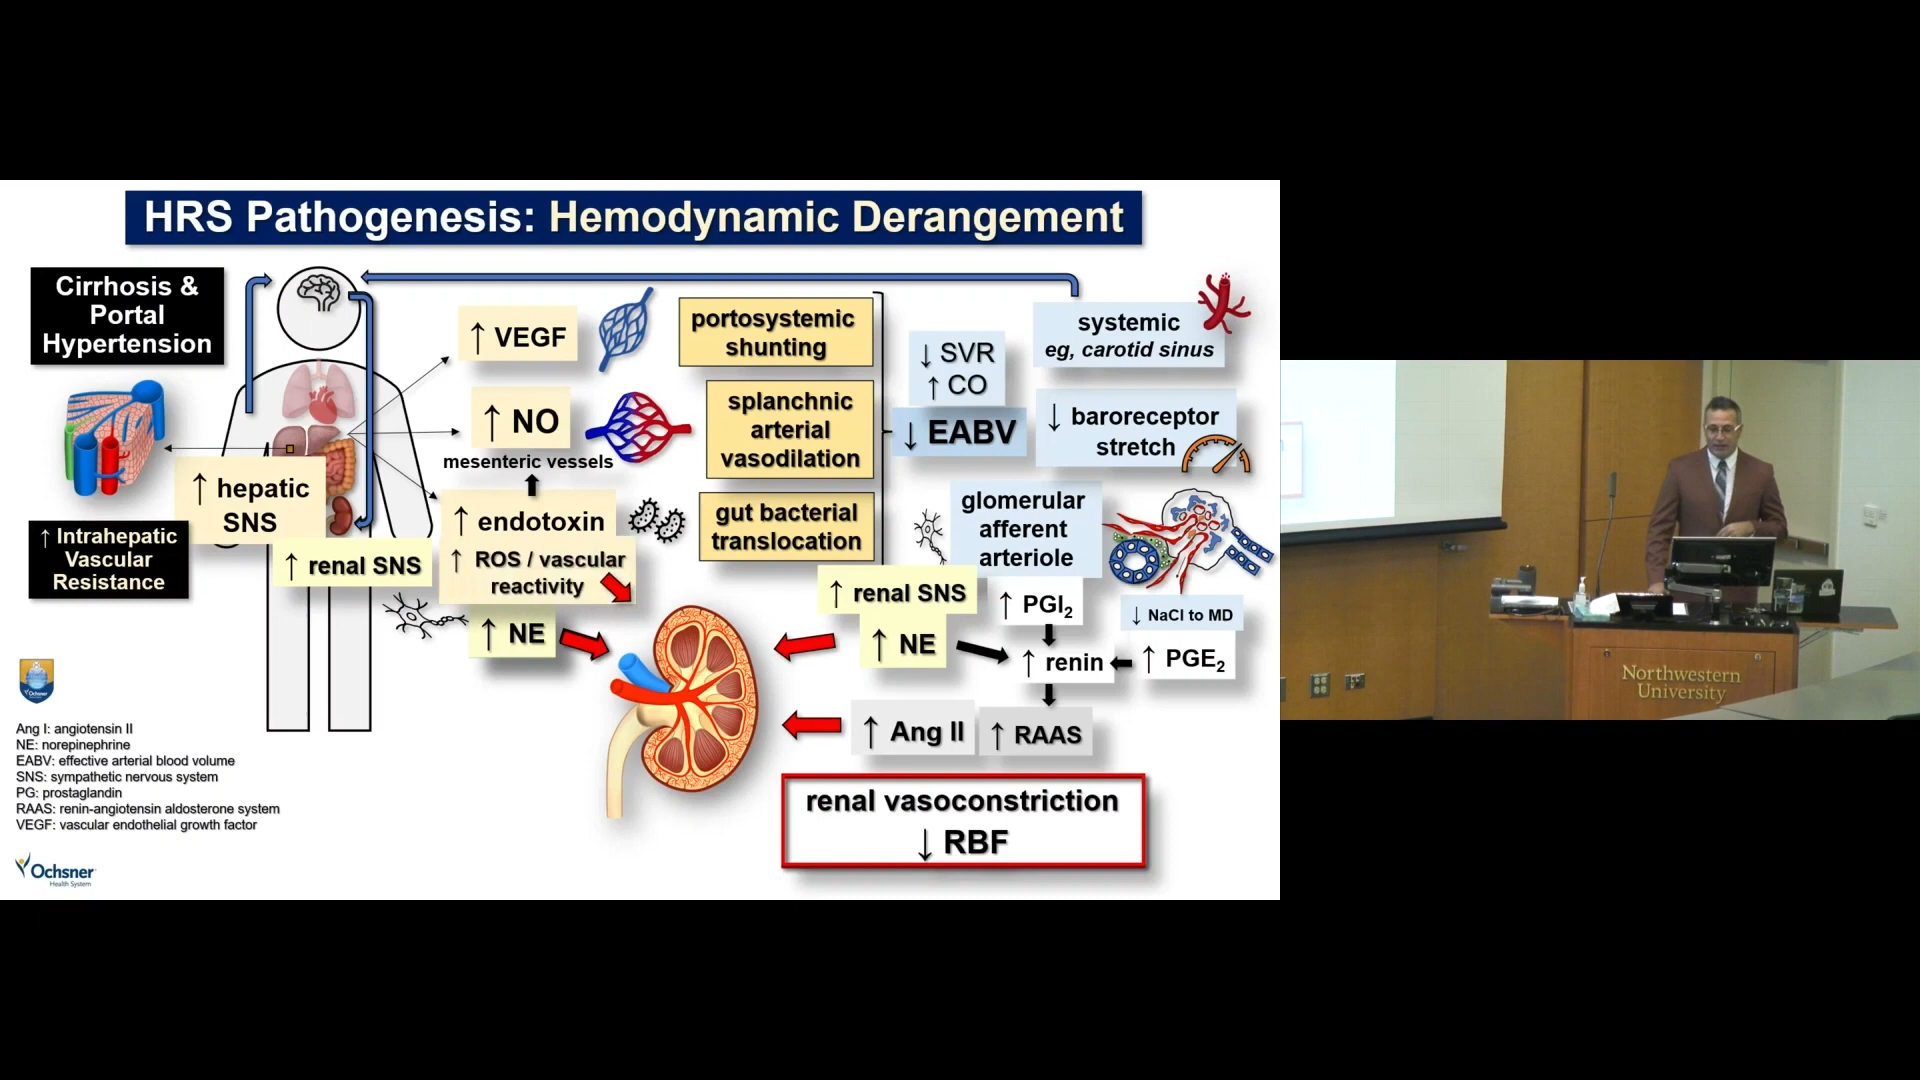 HRS Pathogenesis: Hemodynamic Derangement
Cirrhosis &
Portal
Hypertension
↑ Intrahepatic
Vascular
Resistance
↑ hepatic
SNS
↑ renal SNS
↑ VEGF
↑ NO
mesenteric vessels
↑ endotoxin
↑ ROS / vascular
reactivity
↑ NE
portosystemic
shunting
splanchnic
arterial
vasodilation
gut bacterial
translocation
↓ SVR
↑ CO
↓ EABV
systemic
eg, carotid sinus
↓ baroreceptor
stretch
glomerular
afferent
arteriole
↑ renal SNS
↑ NE
↑ PGI2
↓ NaCl to MD
↑ renin
↑ PGE2
↑ Ang II
↑ RAAS
renal vasoconstriction
↓ RBF
Ang I: angiotensin II
NE: norepinephrine
EABV: effective arterial blood volume
SNS: sympathetic nervous system
PG: prostaglandin
RAAS: renin-angiotensin aldosterone system
VEGF: vascular endothelial growth factor
Ochsner
Health System
Northwestern
University